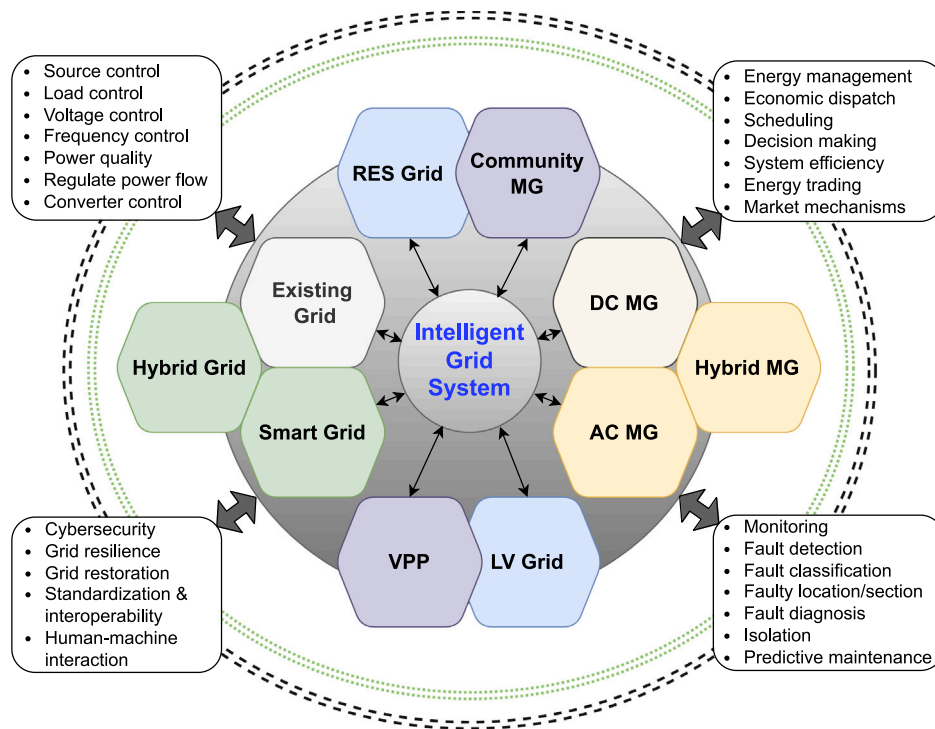 • Source control
• Load control
• Voltage control
• Frequency control
• Power quality
• Regulate power flow
• Converter control
• Energy management
• Economic dispatch
• Scheduling
• Decision making
• System efficiency
• Energy trading
• Market mechanisms
RES Grid
Community
MG
Existing
Grid
DC MG
Intelligent
Grid
System
Hybrid Grid
Hybrid MG
Smart Grid
AC MG
VPP
LV Grid
• Cybersecurity
• Grid resilience
• Grid restoration
• Standardization &
interoperability
• Human-machine
interaction
• Monitoring
• Fault detection
• Fault classification
• Faulty location/section
• Fault diagnosis
• Isolation
• Predictive maintenance